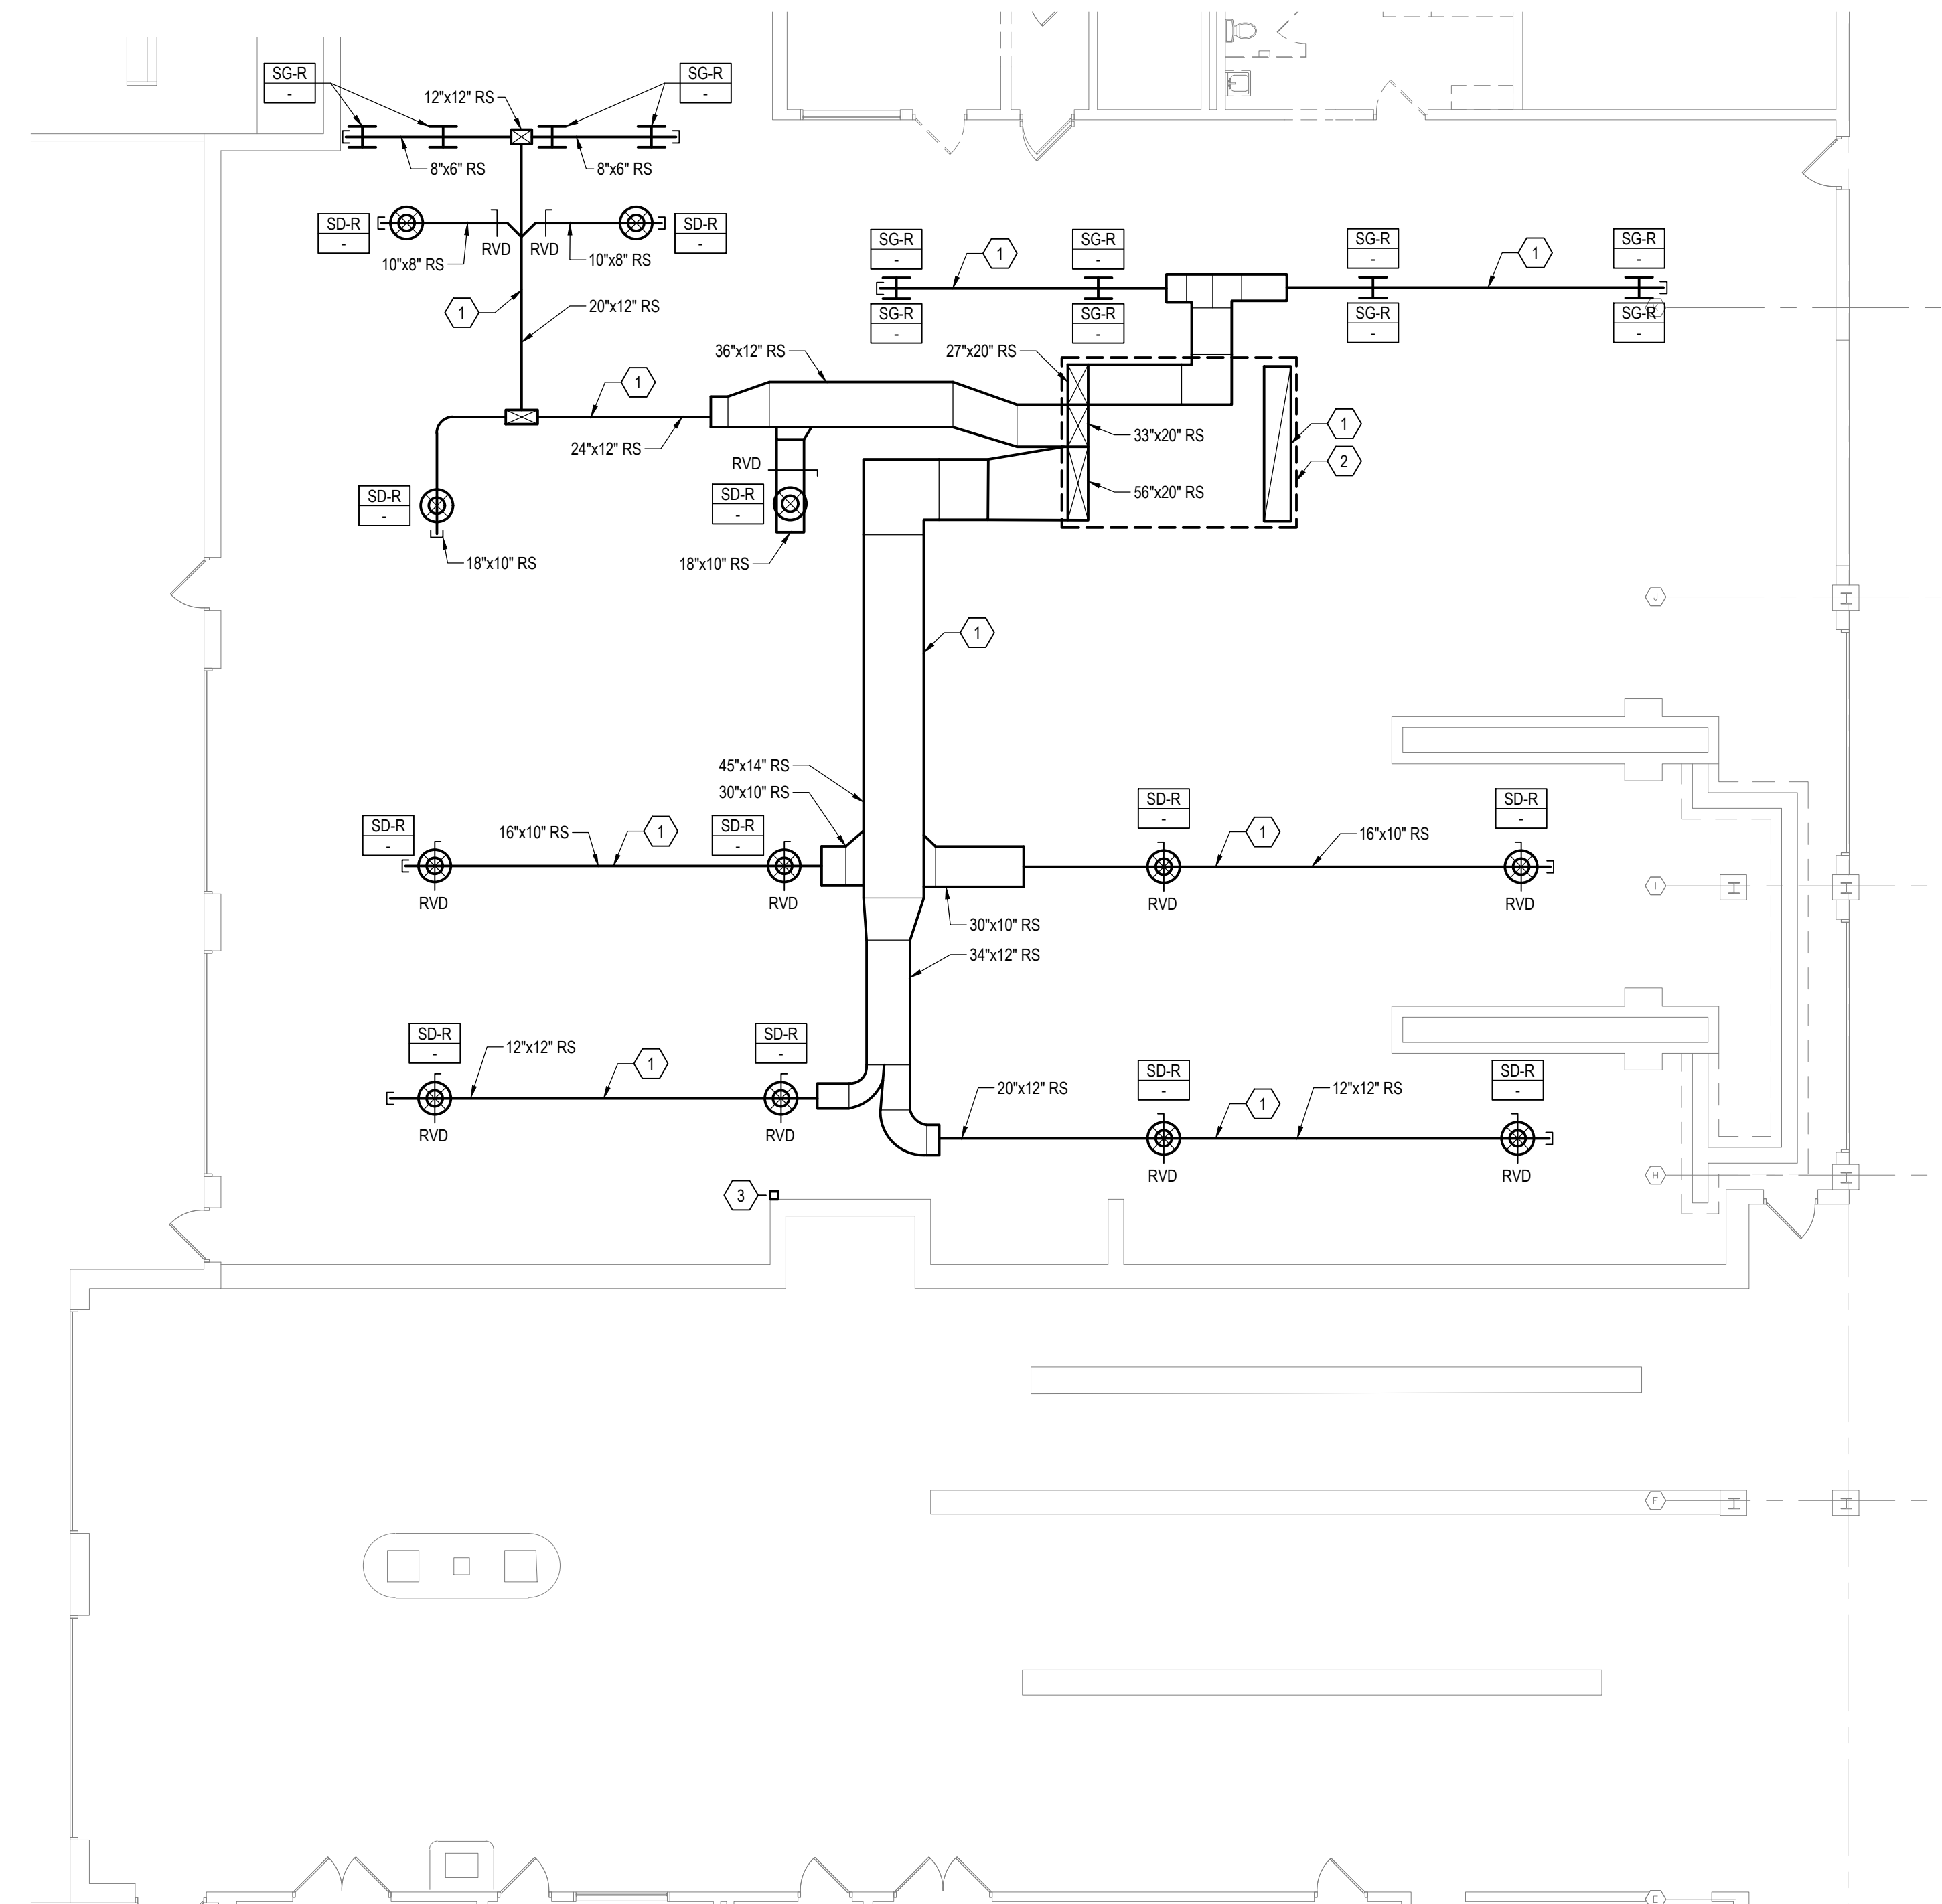 SG-R
-
SG-R
-
12"x12" RS
8"x6" RS
8"x6" RS
SD-R
-
SD-R
-
RVD
RVD
10"x8" RS
10"x8" RS
SG-R
-
SG-R
-
SG-R
-
SG-R
-
1
1
1
20"x12" RS
SG-R
-
SG-R
-
SG-R
-
SG-R
-
36"x12" RS
27"x20" RS
1
1
24"x12" RS
33"x20" RS
2
RVD
SD-R
-
SD-R
-
56"x20" RS
18"x10" RS
18"x10" RS
J
1
45"x14" RS
30"x10" RS
SD-R
-
SD-R
-
SD-R
-
SD-R
-
16"x10" RS
1
1
16"x10" RS
I
RVD
RVD
RVD
RVD
30"x10" RS
34"x12" RS
SD-R
-
SD-R
-
12"x12" RS
1
SD-R
-
SD-R
-
20"x12" RS
1
12"x12" RS
RVD
RVD
RVD
RVD
H
3
F
E